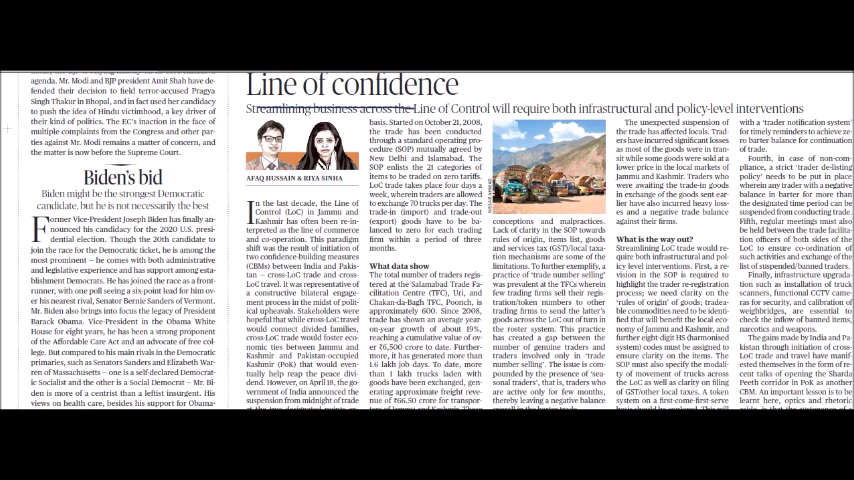 agenda. Mr. Modi and BJP president Amit Shah have de-
fended their decision to field terror-accused Pragya
Singh Thakur in Bhopal, and in fact used her candidacy
to push the idea of Hindu victimhood, a key driver of
their kind of politics. The EC's inaction in the face of
multiple complaints from the Congress and other par-
ties against Mr. Modi remains a matter of concern, and
the matter is now before the Supreme Court.
Biden's bid
Biden might be the strongest Democratic
candidate, but he is not necessarily the best
Former Vice-President Joseph Biden has finally an-
nounced his candidacy for the 2020 U.S. presi-
dential election. Though the 20th candidate to
join the race for the Democratic ticket, he is among the
most prominent – he comes with both administrative
and legislative experience and has support among esta-
blishment Democrats. He has joined the race as a front-
runner, with one poll seeing a six point lead for him ov-
er his nearest rival, Senator Bernie Sanders of Vermont.
Mr. Biden also brings into focus the legacy of President
Barack Obama. Vice-President in the Obama White
House for eight years, he has been a strong proponent
of the Affordable Care Act and an advocate of free col-
lege. But compared to his main rivals in the Democratic
primaries, such as Senators Sanders and Elizabeth War-
ren of Massachusetts – one is a self-declared Democrat-
ic Socialist and the other is a Social Democrat – Mr. Bi-
den is more of a centrist than a leftist insurgent. His
views on health care, besides his support for Obama-
Line of confidence
Streamlining business across the Line of Control will require both infrastructural and policy-level interventions
AFAQ HUSSAIN & RIYA SINHA
In the last decade, the Line of
Control (LoC) in Jammu and
Kashmir has often been re-in-
terpreted as the line of commerce
and co-operation. This paradigm
shift was the result of initiation of
two confidence-building measures
(CBMs) between India and Pakis-
tan – cross-LoC trade and cross-
LoC travel. It was representative of
a constructive bilateral engage-
ment process in the midst of polit-
ical upheavals. Stakeholders were
hopeful that while cross-LoC travel
would connect divided families,
cross-LoC trade would foster eco-
nomic ties between Jammu and
Kashmir and Pakistan-occupied
Kashmir (PoK) that would even-
tually help reap the peace divi-
dend. However, on April 18, the go-
vernment of India announced the
suspension from midnight of trade
basis. Started on October 21, 2008,
the trade has been conducted
through a standard operating pro-
cedure (SOP) mutually agreed by
New Delhi and Islamabad. The
SOP enlists the 21 categories of
items to be traded on zero tariffs.
LoC trade takes place four days a
week, wherein traders are allowed
to exchange 70 trucks per day. The
trade-in (import) and trade-out
(export) goods have to be ba-
lanced to zero for each trading
firm within a period of three
months.
What data show
The total number of traders regis-
tered at the Salamabad Trade Fa-
cilitation Centre (TFC), Uri, and
Chakan-da-Bagh TFC, Poonch, is
approximately 600. Since 2008,
trade has shown an average year-
on-year growth of about 19%,
reaching a cumulative value of ov-
er ₹6,500 crore to date. Further-
more, it has generated more than
1.6 lakh job days. To date, more
than 1 lakh trucks laden with
goods have been exchanged, gen-
erating approximate freight reve-
nue of ₹66.50 crore for transpor-
conceptions and malpractices.
Lack of clarity in the SOP towards
rules of origin, items list, goods
and services tax (GST)/local taxa-
tion mechanisms are some of the
limitations. To further exemplify, a
practice of 'trade number selling'
was prevalent at the TFCs wherein
few trading firms sell their regis-
tration/token numbers to other
trading firms to send the latter's
goods across the LoC out of turn in
the roster system. This practice
has created a gap between the
number of genuine traders and
traders involved only in 'trade
number selling'. The issue is com-
pounded by the presence of 'sea-
sonal traders', that is, traders who
are active only for few months,
thereby leaving a negative balance
overall in the barter trade.
The unexpected suspension of
the trade has affected locals. Trad-
ers have incurred significant losses
as most of the goods were in tran-
sit while some goods were sold at a
lower price in the local markets of
Jammu and Kashmir. Traders who
were awaiting the trade-in goods
in exchange of the goods sent ear-
lier have also incurred heavy loss-
es and a negative trade balance
against their firms.
What is the way out?
Streamlining LoC trade would re-
quire both infrastructural and pol-
icy level interventions. First, a re-
vision in the SOP is required to
highlight the trader re-registration
process; we need clarity on the
'rules of origin' of goods; tradea-
ble commodities need to be identi-
fied that will benefit the local eco-
nomy of Jammu and Kashmir, and
further eight-digit HS (harmonised
system) codes must be assigned to
ensure clarity on the items. The
SOP must also specify the modali-
ty of movement of trucks across
the LoC as well as clarity on filing
of GST/other local taxes. A token
system on a first-come-first-serve
with a 'trader notification system'
for timely reminders to achieve ze-
ro barter balance for continuation
of trade.
Fourth, in case of non-com-
pliance, a strict 'trader de-listing
policy' needs to be put in place
wherein any trader with a negative
balance in barter for more than
the designated time period can be
suspended from conducting trade.
Fifth, regular meetings must al-
so be held between the trade facili-
tation officers of both sides of the
LoC to ensure co-ordination of
such activities and exchange of the
list of suspended/banned traders.
Finally, infrastructure upgrada-
tion such as installation of truck
scanners, functional CCTV came-
ras for security, and calibration of
weighbridges, are essential to
check the inflow of banned items,
narcotics and weapons.
The gains made by India and Pa-
kistan through initiation of cross-
LoC trade and travel have manif-
ested themselves in the form of re-
cent talks of opening the Sharda
Peeth corridor in PoK as another
CBM. An important lesson to be
learnt here, optics and rhetoric